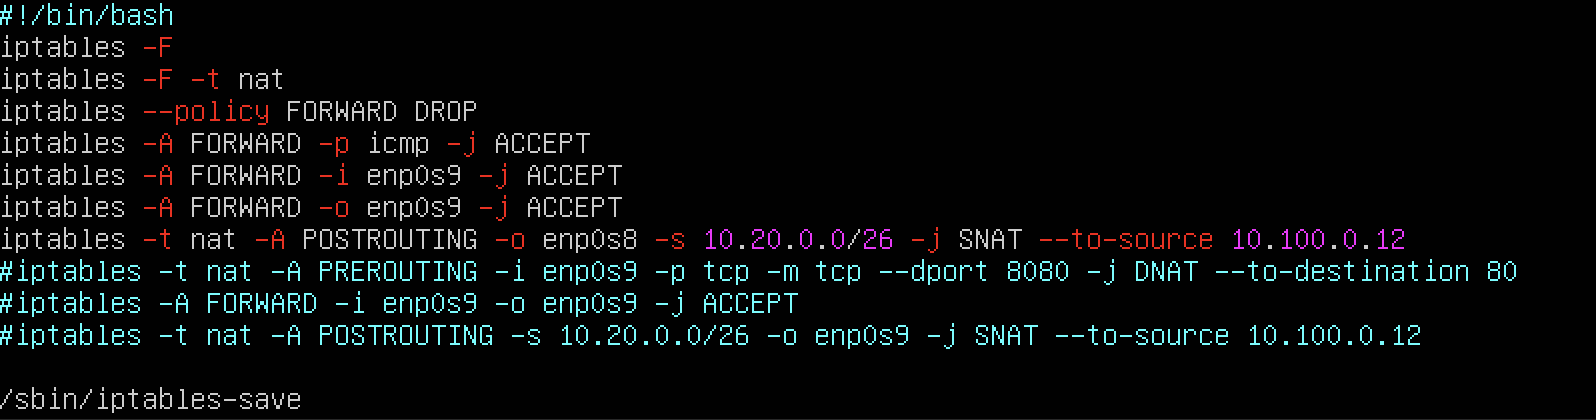 #!/bin/bash
iptables -F
iptables -F -t nat
iptables --policy FORWARD DROP
iptables -A FORWARD -p icmp -j ACCEPT
iptables -A FORWARD -i enp0s9 -j ACCEPT
iptables -A FORWARD -o enp0s9 -j ACCEPT
iptables -t nat -A POSTROUTING -o enp0s8 -s 10.20.0.0/26 -j SNAT --to-source 10.100.0.12
#iptables -t nat -A PREROUTING -i enp0s9 -p tcp -m tcp --dport 8080 -j DNAT --to-destination 80
#iptables -A FORWARD -i enp0s9 -o enp0s9 -j ACCEPT
#iptables -t nat -A POSTROUTING -s 10.20.0.0/26 -o enp0s9 -j SNAT --to-source 10.100.0.12
/sbin/iptables-save